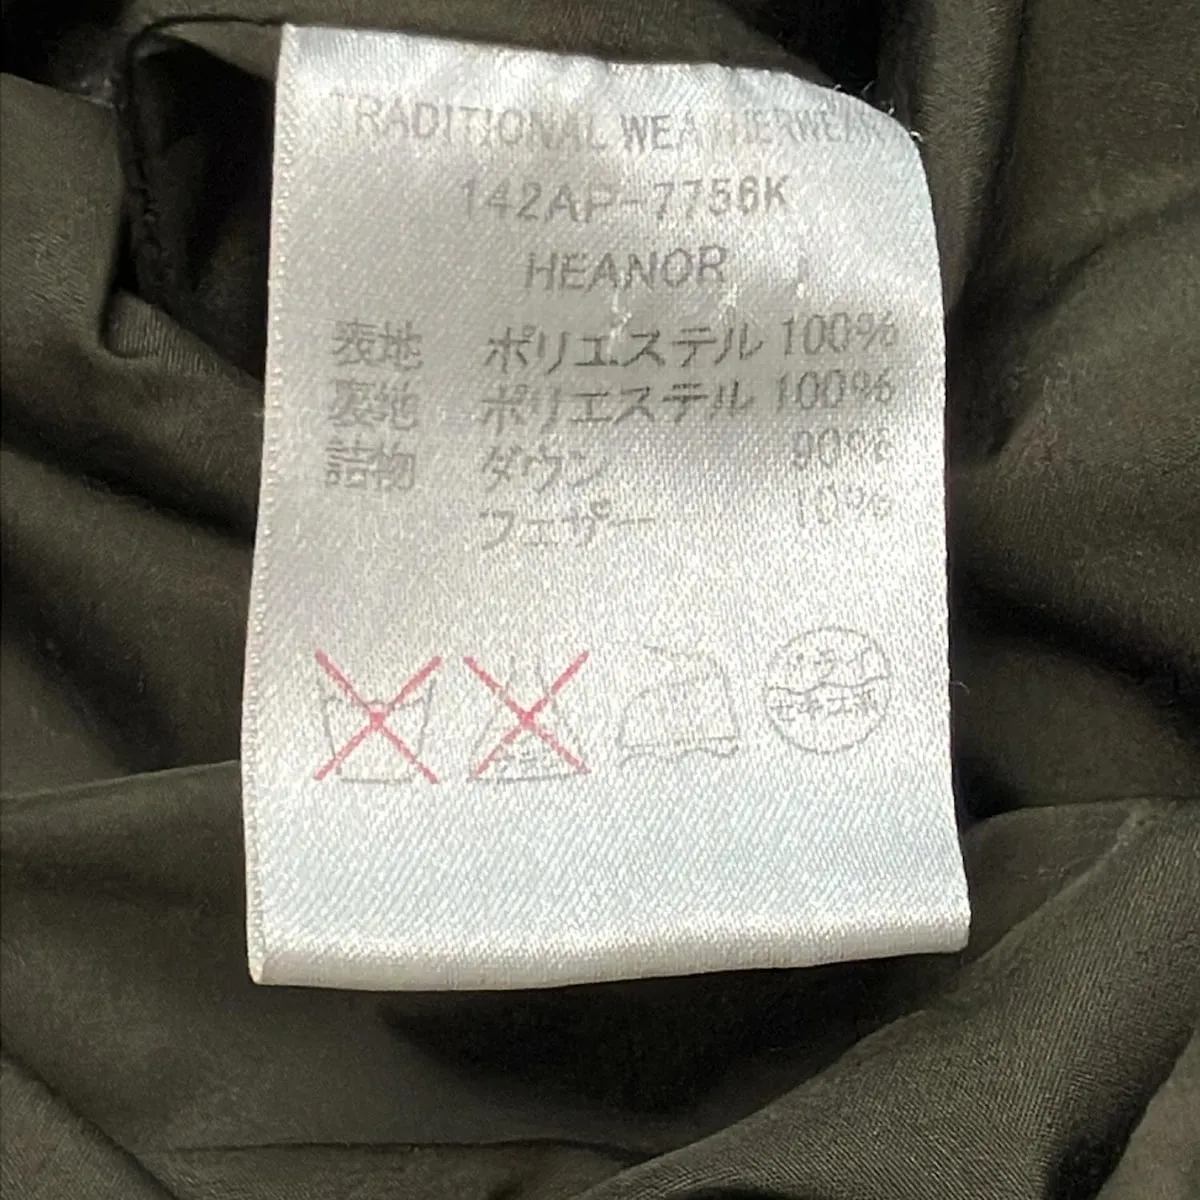 TRADITIONAL WEATHERWEAR
142AP-7756K
HEANOR
表地 ポリエステル 100%
裏地 ポリエステル 100%
詰物 ダウン 90%
フェザー 10%
ドライ
セキユ系